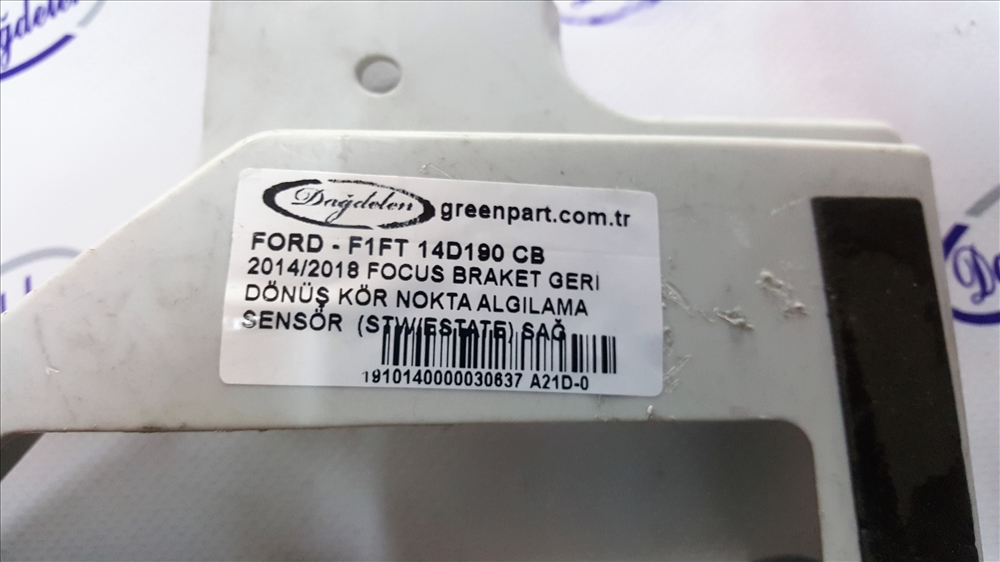 Dağdelen greenpart.com.tr
FORD - F1FT 14D190 CB
2014/2018 FOCUS BRAKET GERI
DÖNÜŞ KÖR NOKTA ALGILAMA
SENSÖR (STW/ESTATE) SAĞ
1910140000030637 A21D-0